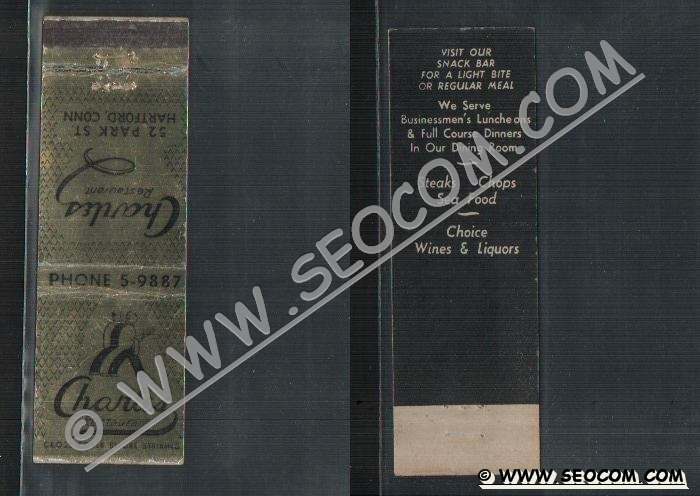 52 PARK ST
HARTFORD, CONN
Charles
Restaurant
PHONE 5-9887
Charles
VISIT OUR
SNACK BAR
FOR A LIGHT BITE
OR REGULAR MEAL
We Serve
Businessmen's Luncheons
& Full Course Dinners
In Our Dining Room
Steaks Chops
Sea Food
Choice
Wines & Liquors
© WWW.SEOCOM.COM
© WWW.SEOCOM.COM